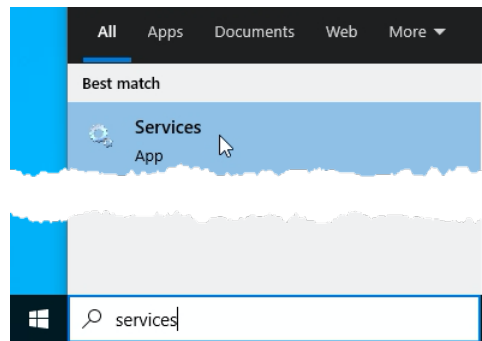 All Apps Documents Web More
Best match
Services
App
services